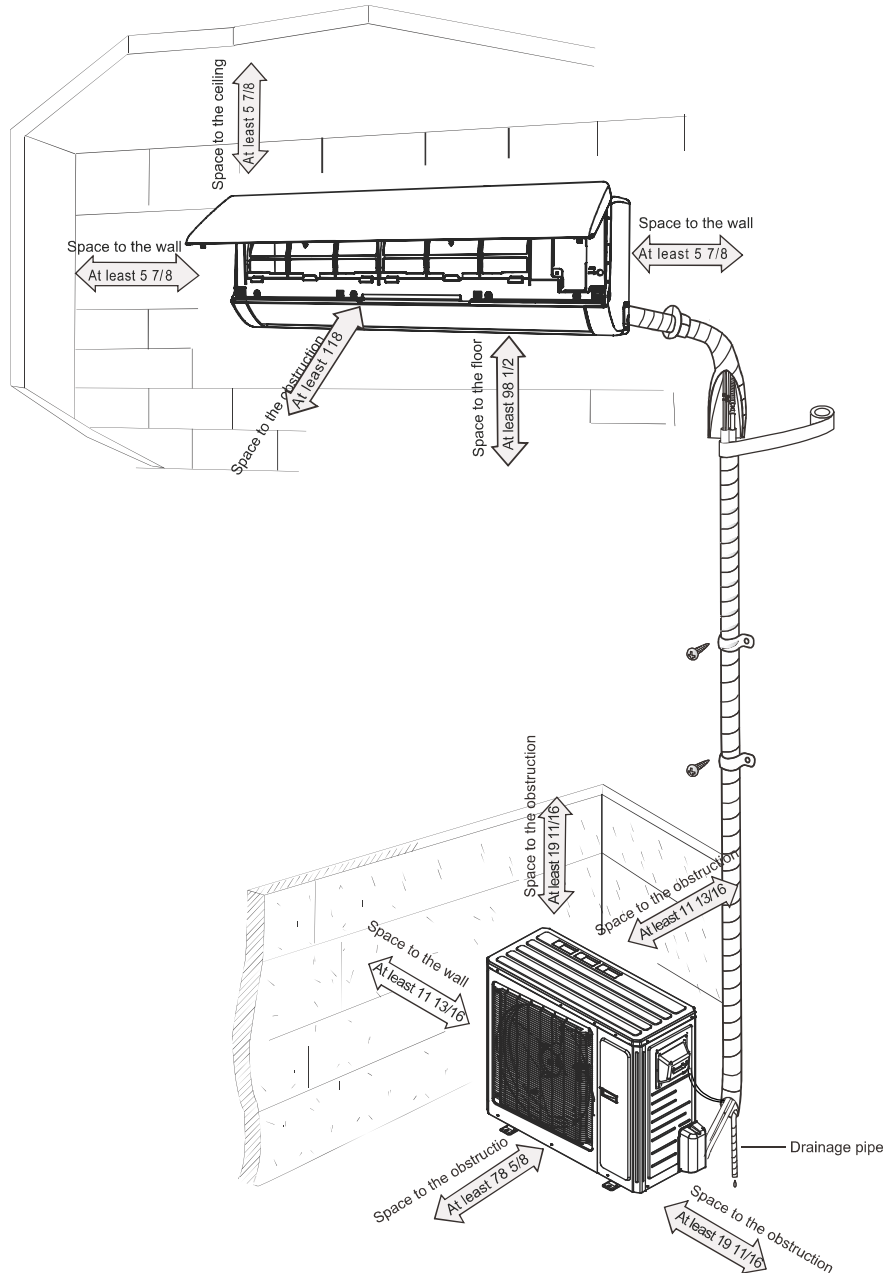 Space to the ceiling
At least 5 7/8
Space to the wall
At least 5 7/8
Space to the wall
At least 5 7/8
Space to the obstruction
At least 118
Space to the floor
At least 98 1/2
Space to the obstruction
At least 19 11/16
Space to the obstruction
At least 11 13/16
Space to the wall
At least 11 13/16
Drainage pipe
Space to the obstructio
At least 78 5/8
Space to the obstruction
At least 19 11/16